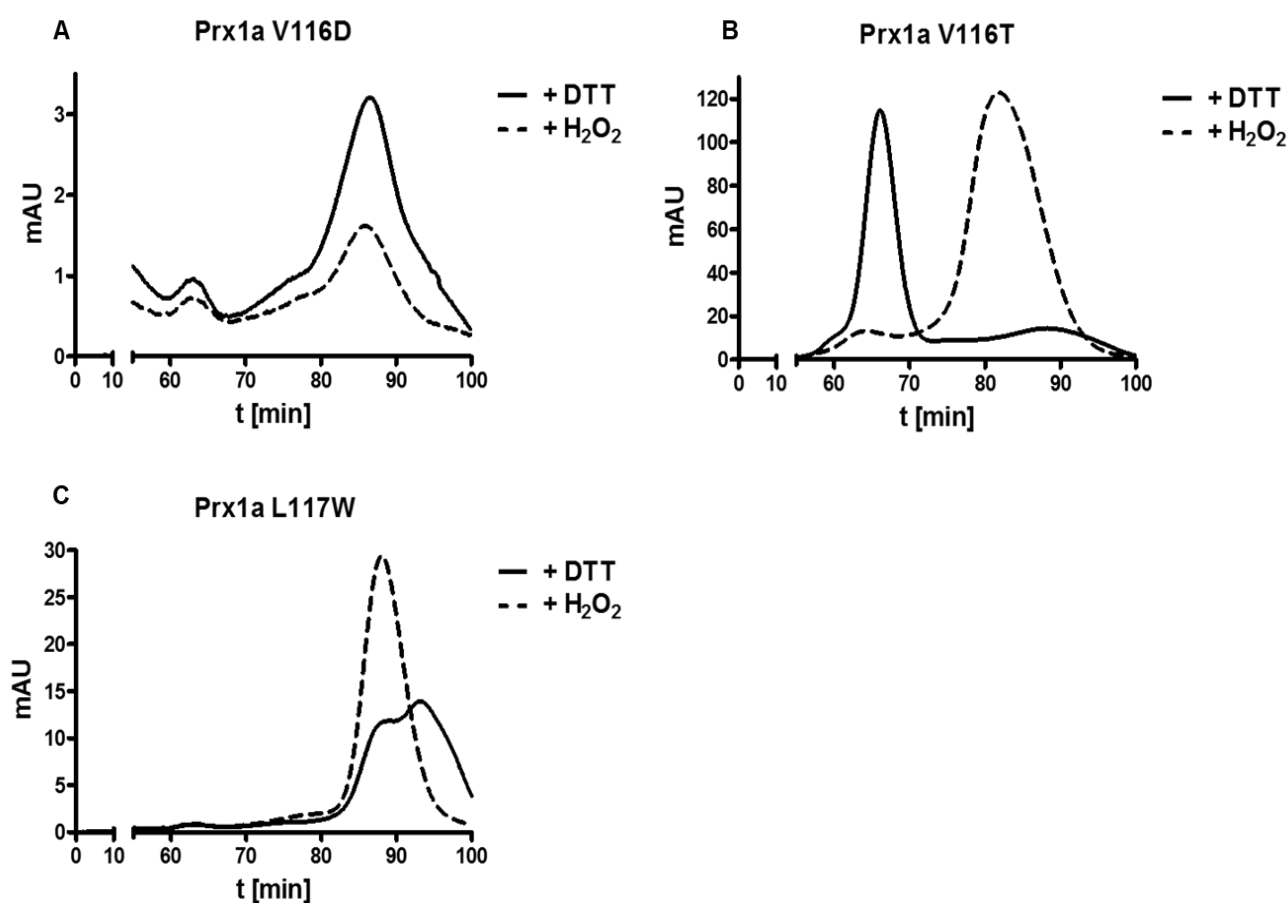 A
Prx1a V116D
+ DTT
+ H₂O₂
mAU
3
2
1
0
0 10 60 70 80 90 100
t [min]
B
Prx1a V116T
+ DTT
+ H₂O₂
mAU
120
100
80
60
40
20
0
0 10 60 70 80 90 100
t [min]
C
Prx1a L117W
+ DTT
+ H₂O₂
mAU
30
25
20
15
10
5
0
0 10 60 70 80 90 100
t [min]